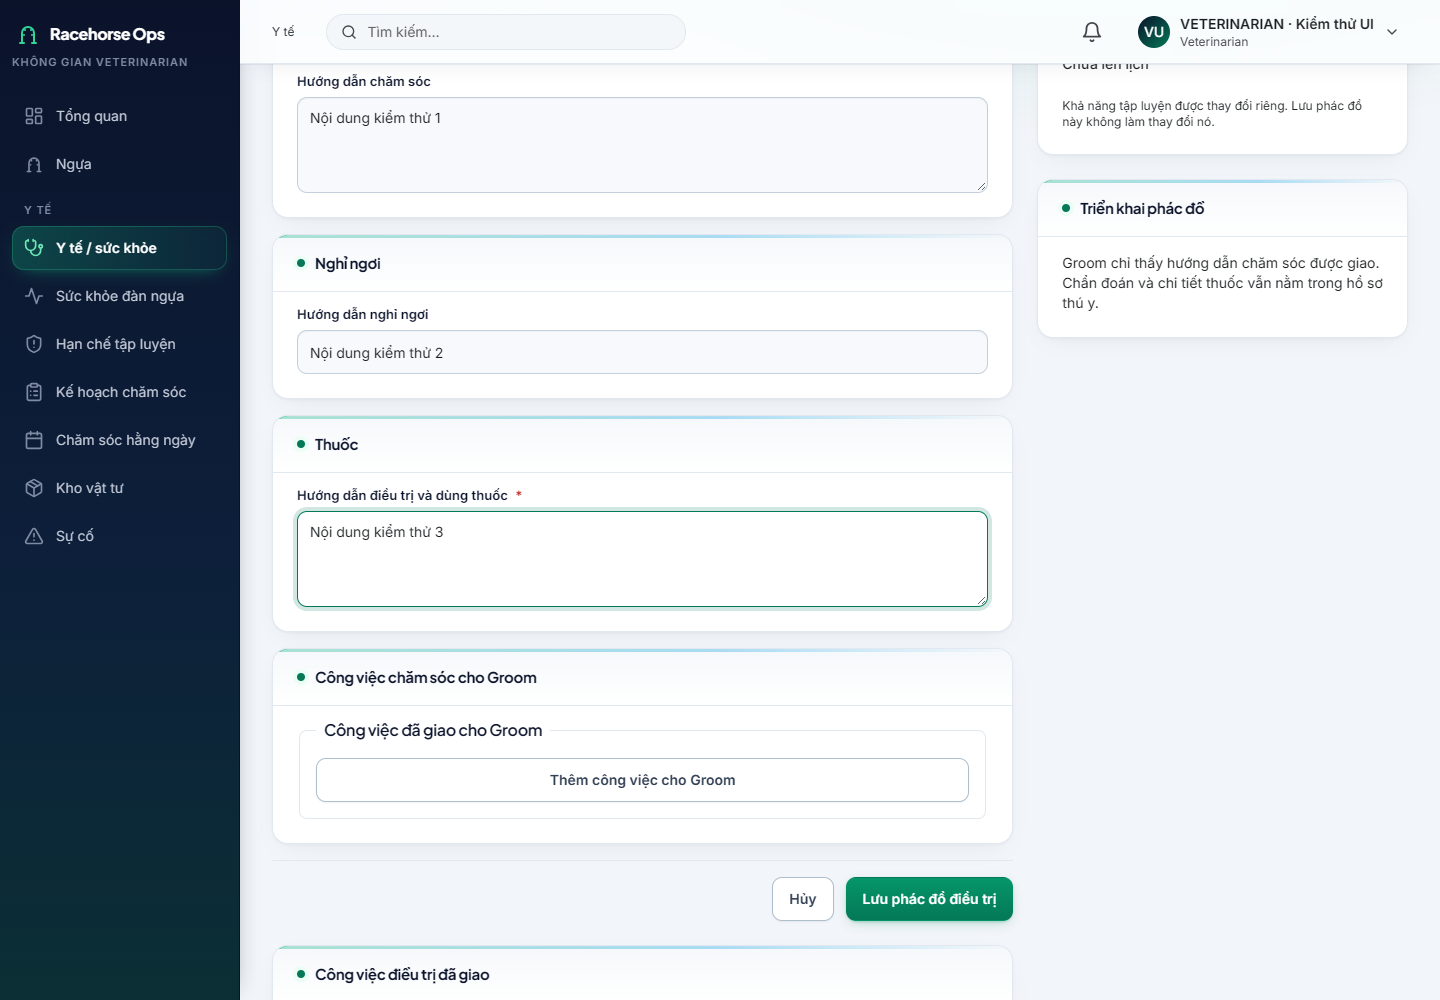 Racehorse Ops
KHÔNG GIAN VETERINARIAN
Tổng quan
Ngựa
Y TẾ
Y tế / sức khỏe
Sức khỏe đàn ngựa
Hạn chế tập luyện
Kế hoạch chăm sóc
Chăm sóc hằng ngày
Kho vật tư
Sự cố
Y tế
Tìm kiếm...
VU
VETERINARIAN · Kiểm thử UI
Veterinarian
Hướng dẫn chăm sóc
Nội dung kiểm thử 1
Nghỉ ngơi
Hướng dẫn nghỉ ngơi
Nội dung kiểm thử 2
Thuốc
Hướng dẫn điều trị và dùng thuốc *
Nội dung kiểm thử 3
Công việc chăm sóc cho Groom
Công việc đã giao cho Groom
Thêm công việc cho Groom
Hủy
Lưu phác đồ điều trị
Công việc điều trị đã giao
Chưa lên lịch
Khả năng tập luyện được thay đổi riêng. Lưu phác đồ
này không làm thay đổi nó.
Triển khai phác đồ
Groom chỉ thấy hướng dẫn chăm sóc được giao.
Chẩn đoán và chi tiết thuốc vẫn nằm trong hồ sơ
thú y.